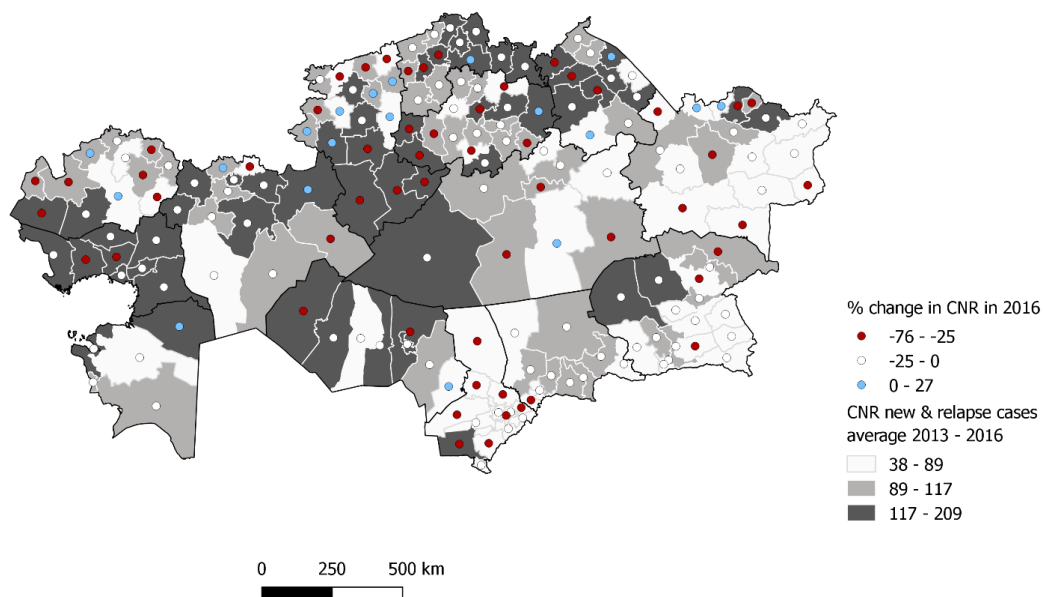 % change in CNR in 2016
-76 - -25
-25 - 0
0 - 27
CNR new & relapse cases
average 2013 - 2016
38 - 89
89 - 117
117 - 209
0 250 500 km